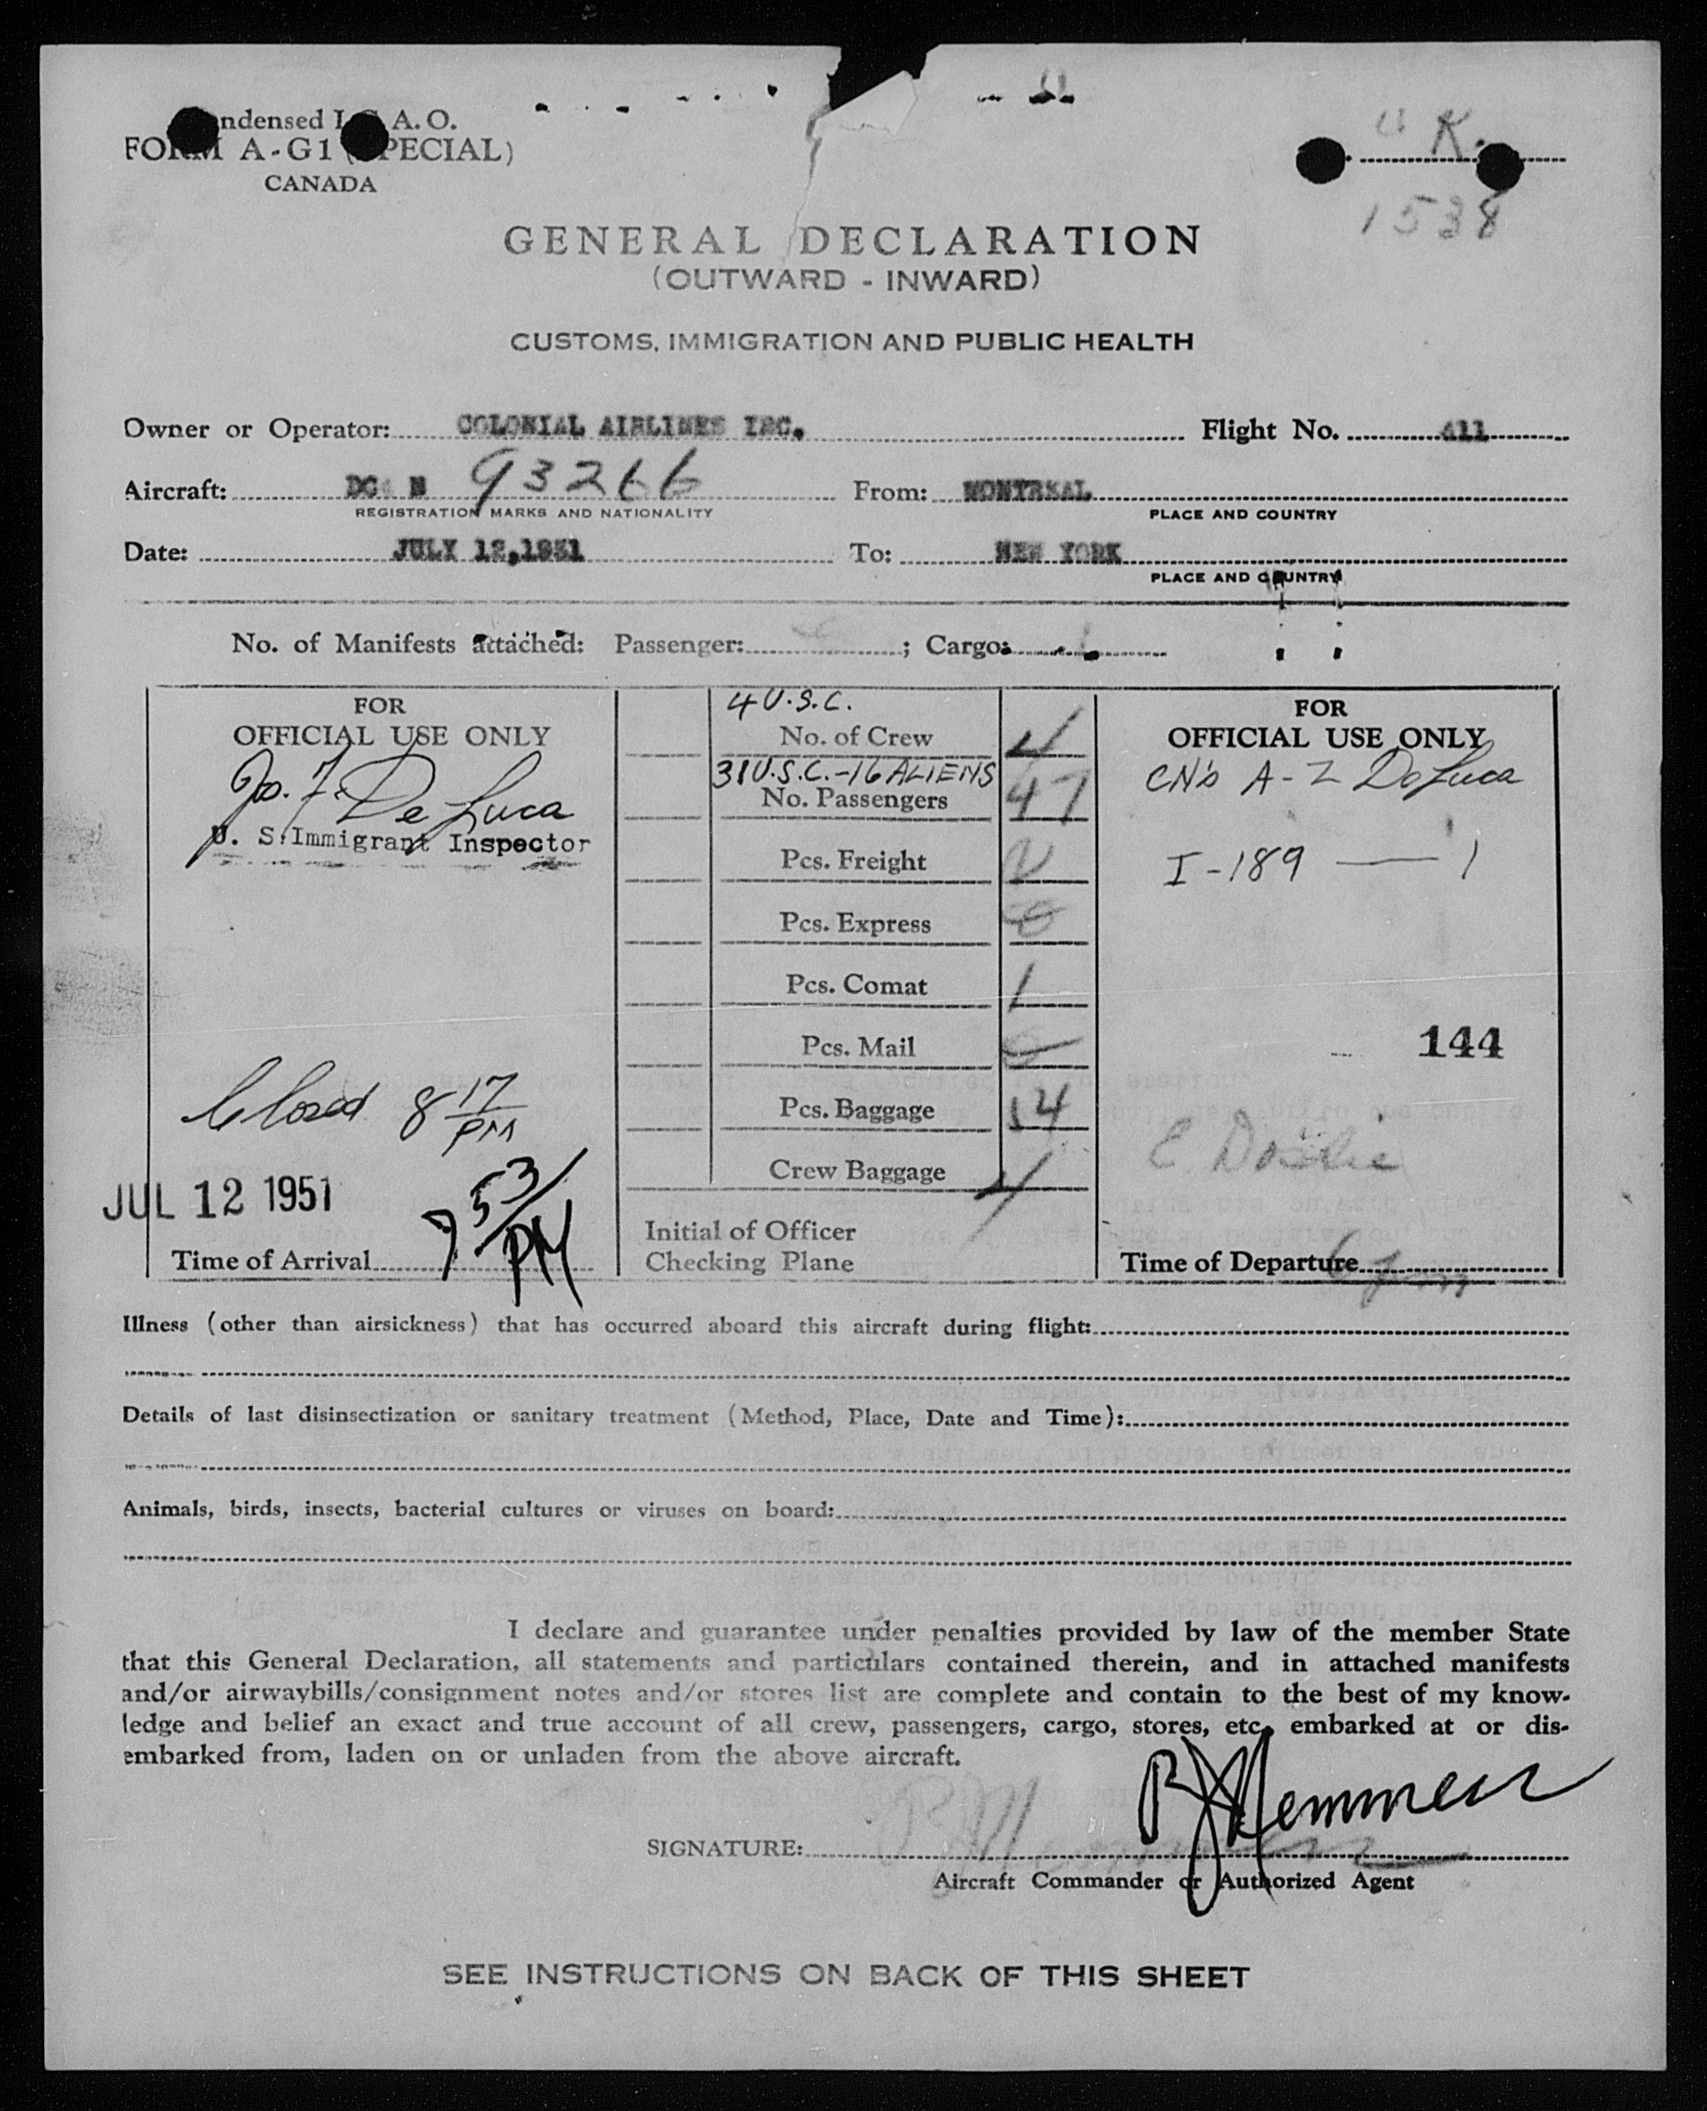 Condensed I.C.A.O.
FORM A-G1 (SPECIAL)
CANADA
K.
1538
GENERAL DECLARATION
(OUTWARD - INWARD)
CUSTOMS, IMMIGRATION AND PUBLIC HEALTH
Owner or Operator: COLONIAL AIRLINES INC. Flight No. 411
Aircraft: DC4 N 93266 From: MONTREAL
REGISTRATION MARKS AND NATIONALITY PLACE AND COUNTRY
Date: JULY 12,1951 To: NEW YORK
PLACE AND COUNTRY
No. of Manifests attached: Passenger: ; Cargo:
FOR 4 U.S.C. FOR
OFFICIAL USE ONLY No. of Crew 4 OFFICIAL USE ONLY
Jo. F. De Luca 31 U.S.C.-16 ALIENS CN's A-Z DeLuca
No. Passengers 47
U. S. Immigrant Inspector
Pcs. Freight 2 I-189 — 1
Pcs. Express 0
Pcs. Comat 1
Pcs. Mail 144
Closed 8 17 PM Pcs. Baggage 54
JUL 12 1951 Crew Baggage 4
7 53 PM
Initial of Officer
Time of Arrival Checking Plane Time of Departure 6 pm
Illness (other than airsickness) that has occurred aboard this aircraft during flight:
Details of last disinsectization or sanitary treatment (Method, Place, Date and Time):
Animals, birds, insects, bacterial cultures or viruses on board:
I declare and guarantee under penalties provided by law of the member State
that this General Declaration, all statements and particulars contained therein, and in attached manifests
and/or airwaybills/consignment notes and/or stores list are complete and contain to the best of my know-
ledge and belief an exact and true account of all crew, passengers, cargo, stores, etc. embarked at or dis-
embarked from, laden on or unladen from the above aircraft.
SIGNATURE:
Aircraft Commander or Authorized Agent
SEE INSTRUCTIONS ON BACK OF THIS SHEET